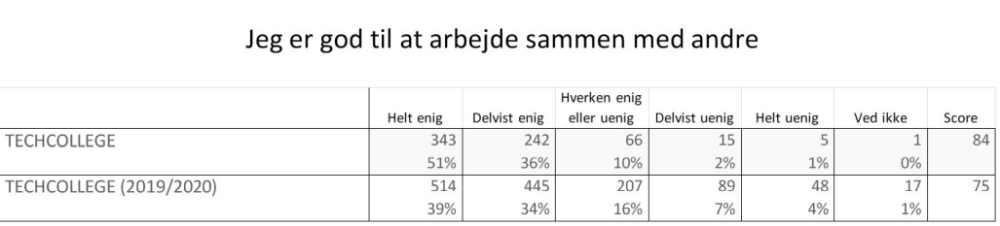 Jeg er god til at arbejde sammen med andre
Hverken enig
Helt enig Delvist enig eller uenig Delvist uenig Helt uenig Ved ikke Score
TECHCOLLEGE 343 242 66 15 5 1 84
51% 36% 10% 2% 1% 0%
TECHCOLLEGE (2019/2020) 514 445 207 89 48 17 75
39% 34% 16% 7% 4% 1%